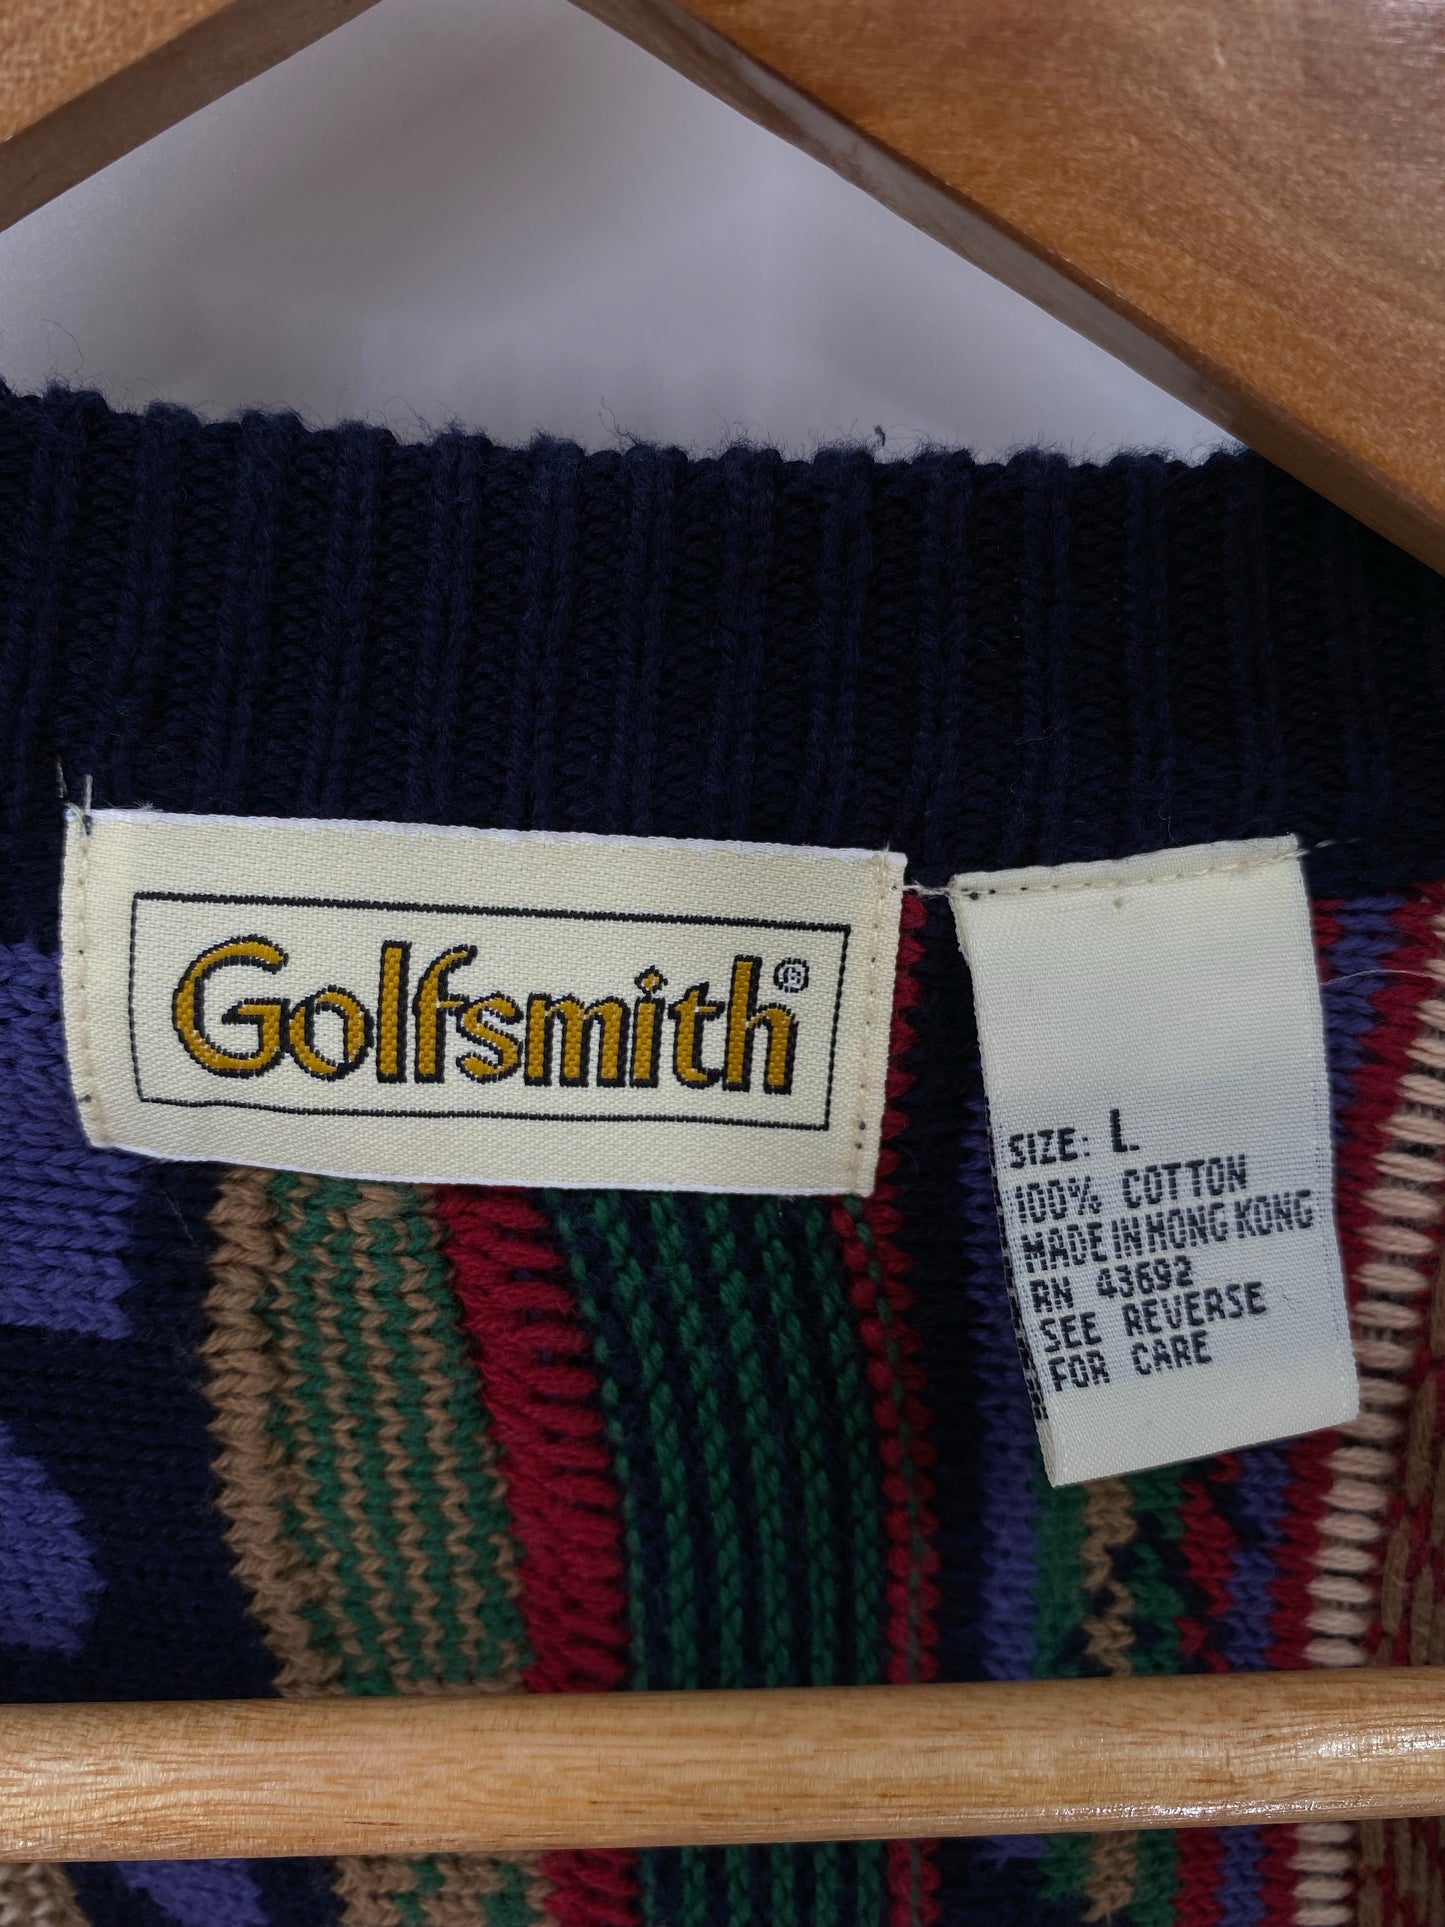 Golfsmith®
SIZE: L
100% COTTON
MADE IN HONG KONG
RN 43692
SEE REVERSE
FOR CARE